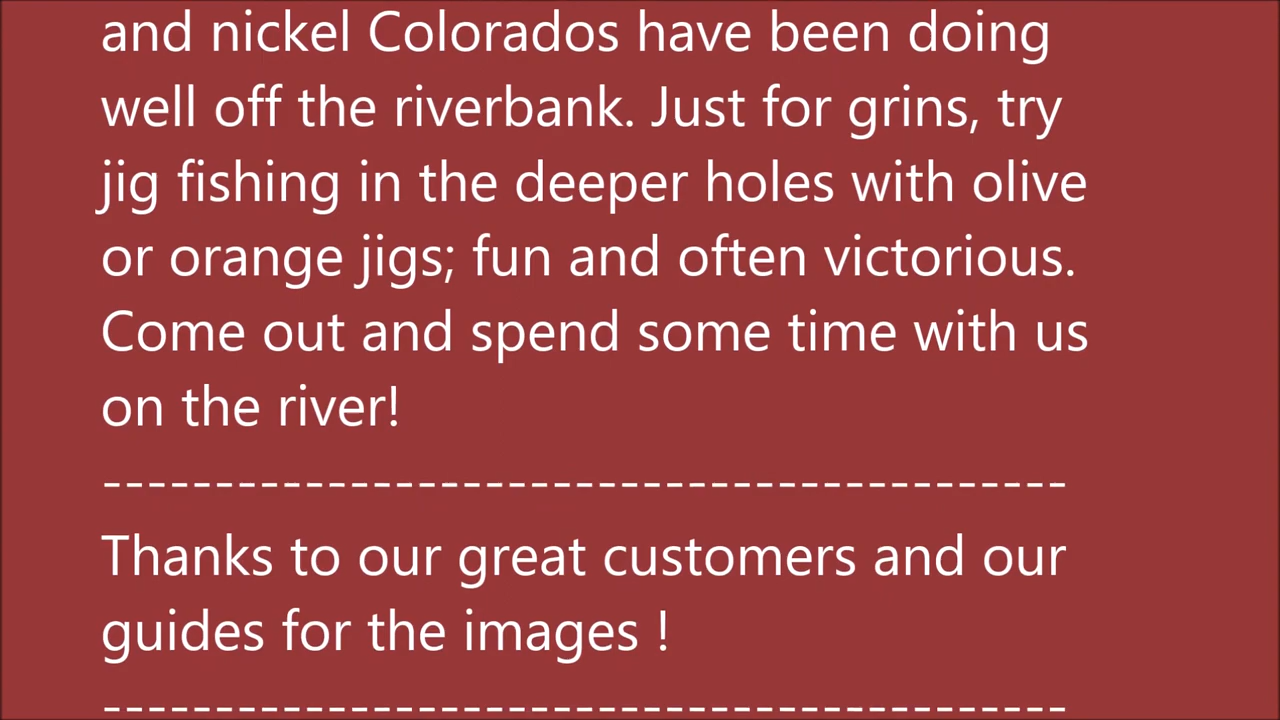 and nickel Colorados have been doing
well off the riverbank. Just for grins, try
jig fishing in the deeper holes with olive
or orange jigs; fun and often victorious.
Come out and spend some time with us
on the river!
-------------------------------------------
Thanks to our great customers and our
guides for the images !
-------------------------------------------